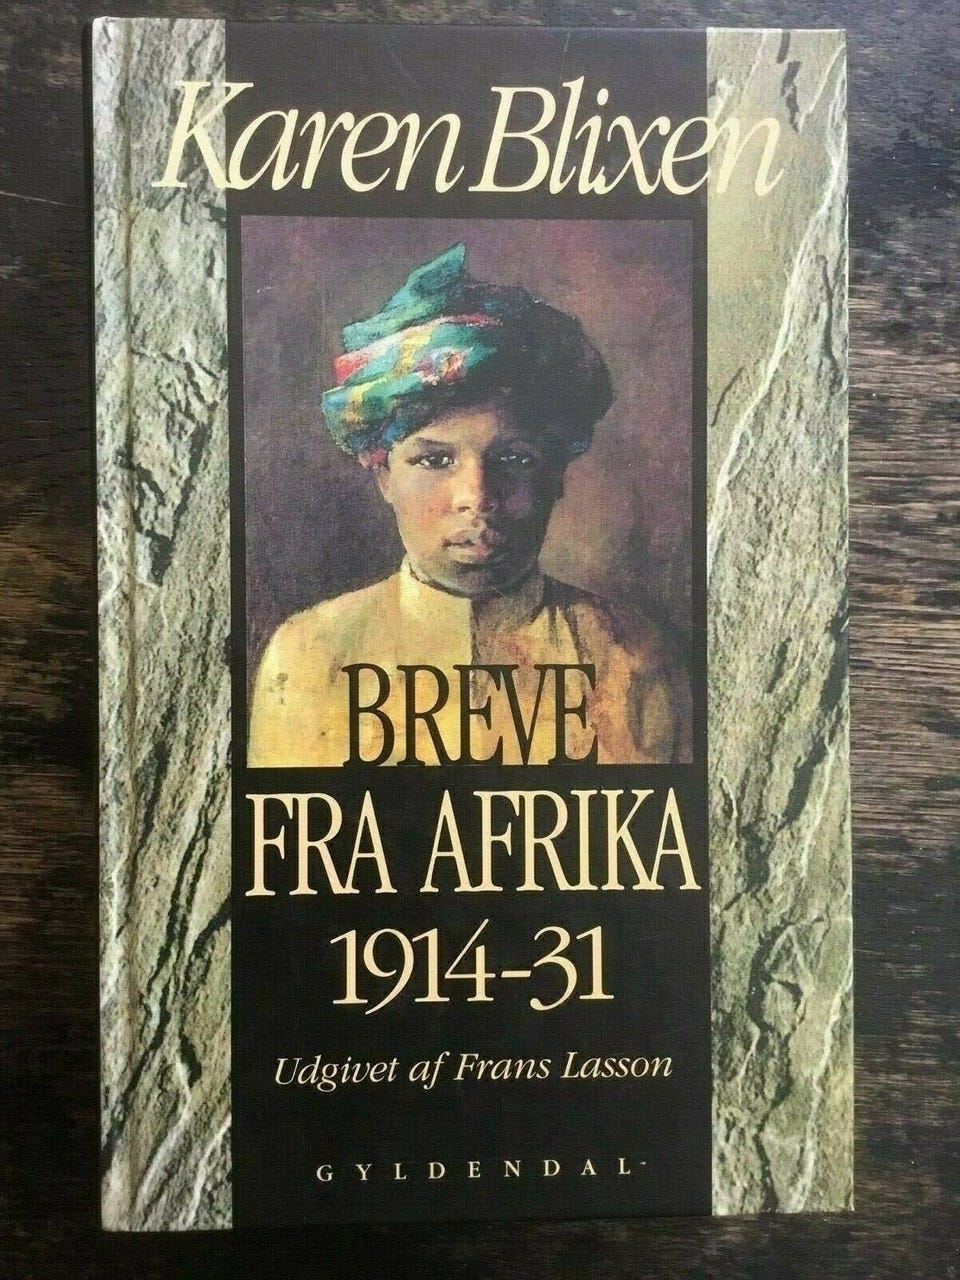 Karen Blixen
BREVE
FRA AFRIKA
1914-31
Udgivet af Frans Lasson
GYLDENDAL